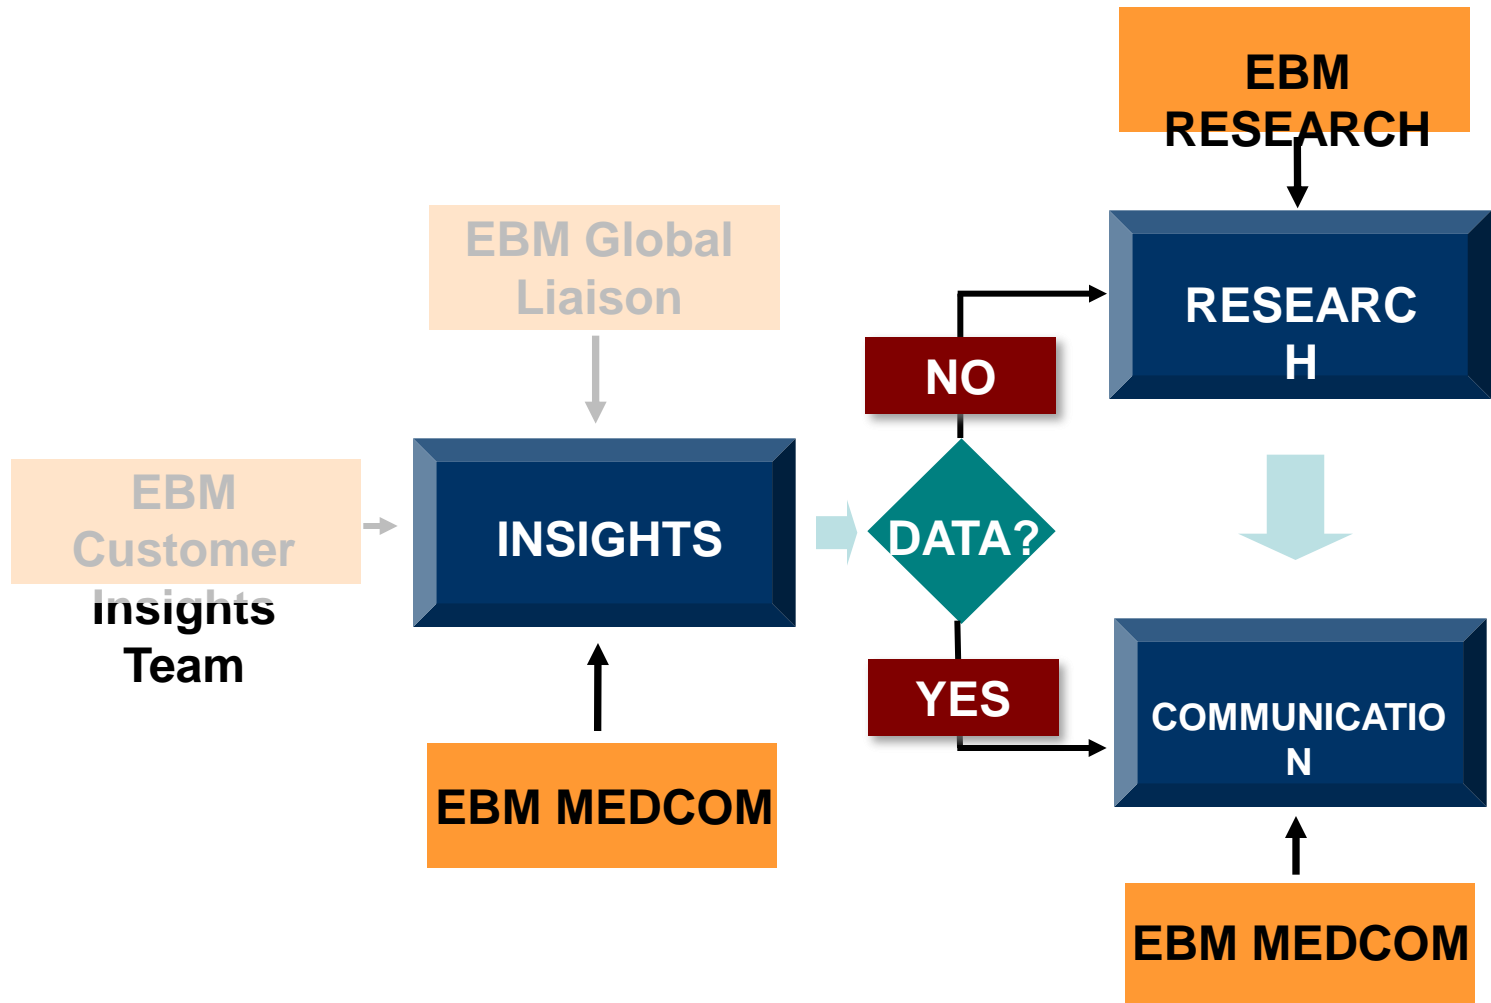 EBM
RESEARCH
EBM Global
Liaison
RESEARC
H
NO
EBM
Customer
Insights
Team
INSIGHTS
DATA?
YES
COMMUNICATIO
N
EBM MEDCOM
EBM MEDCOM